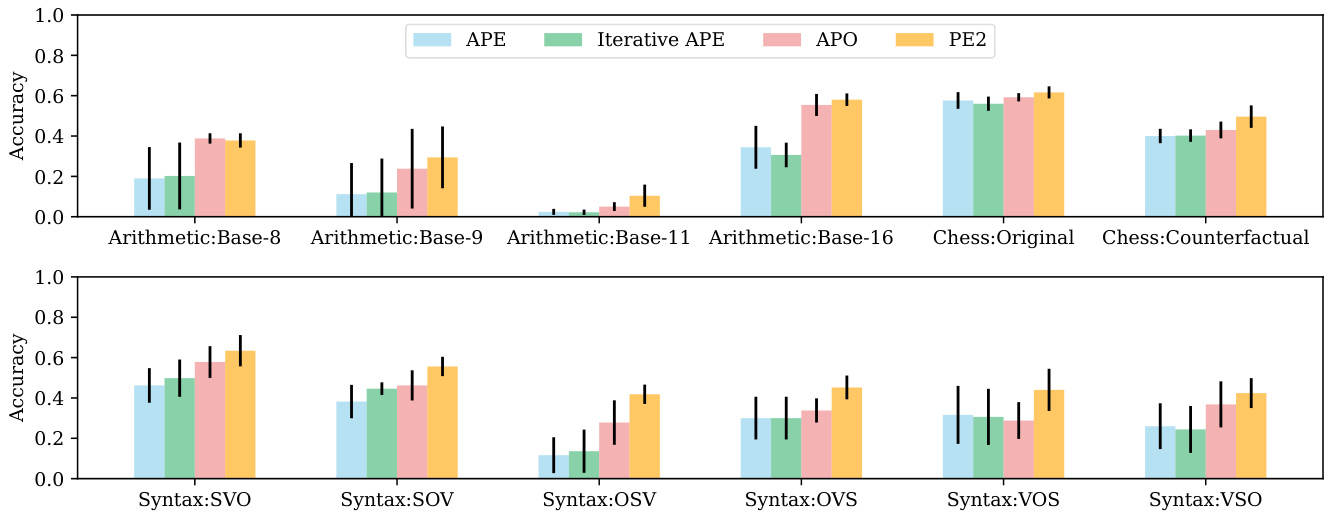 APE Iterative APE APO PE2
Accuracy
1.0
0.8
0.6
0.4
0.2
0.0
Arithmetic:Base-8 Arithmetic:Base-9 Arithmetic:Base-11 Arithmetic:Base-16 Chess:Original Chess:Counterfactual
Accuracy
1.0
0.8
0.6
0.4
0.2
0.0
Syntax:SVO Syntax:SOV Syntax:OSV Syntax:OVS Syntax:VOS Syntax:VSO